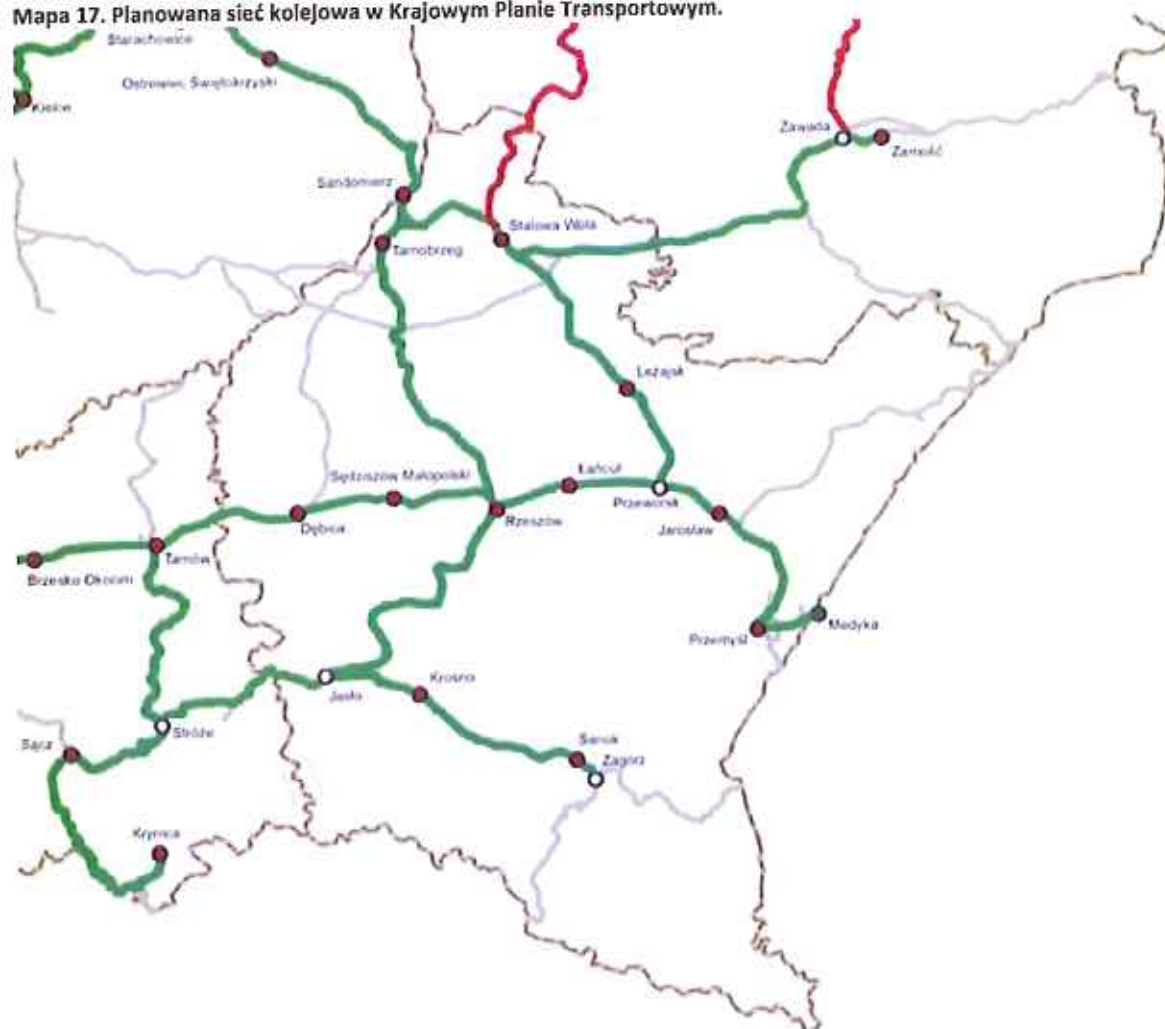 Mapa 17. Planowana sieć kolejowa w Krajowym Planie Transportowym.
Starachowice
Ostrowiec Świętokrzyski
Kielce
Zawada
Zamość
Sandomierz
Stalowa Wola
Tarnobrzeg
Leżajsk
Sędziszów Małopolski
Łańcut
Przeworsk
Rzeszów
Jarosław
Dębica
Tarnów
Brzesko Okocim
Medyka
Przemyśl
Jasło
Krosno
Stróże
Sącz
Sanok
Zagórz
Krynica